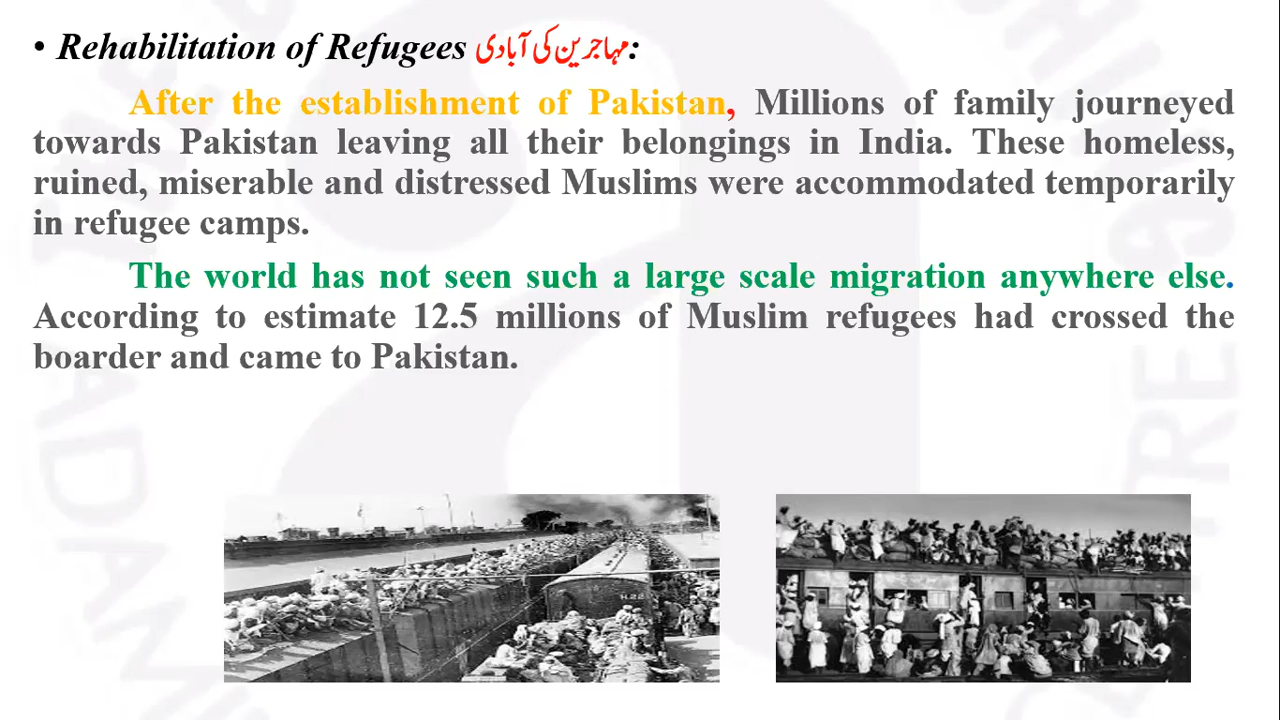 • Rehabilitation of Refugees مہاجرین کی آبادی:
After the establishment of Pakistan, Millions of family journeyed
towards Pakistan leaving all their belongings in India. These homeless,
ruined, miserable and distressed Muslims were accommodated temporarily
in refugee camps.
The world has not seen such a large scale migration anywhere else.
According to estimate 12.5 millions of Muslim refugees had crossed the
boarder and came to Pakistan.